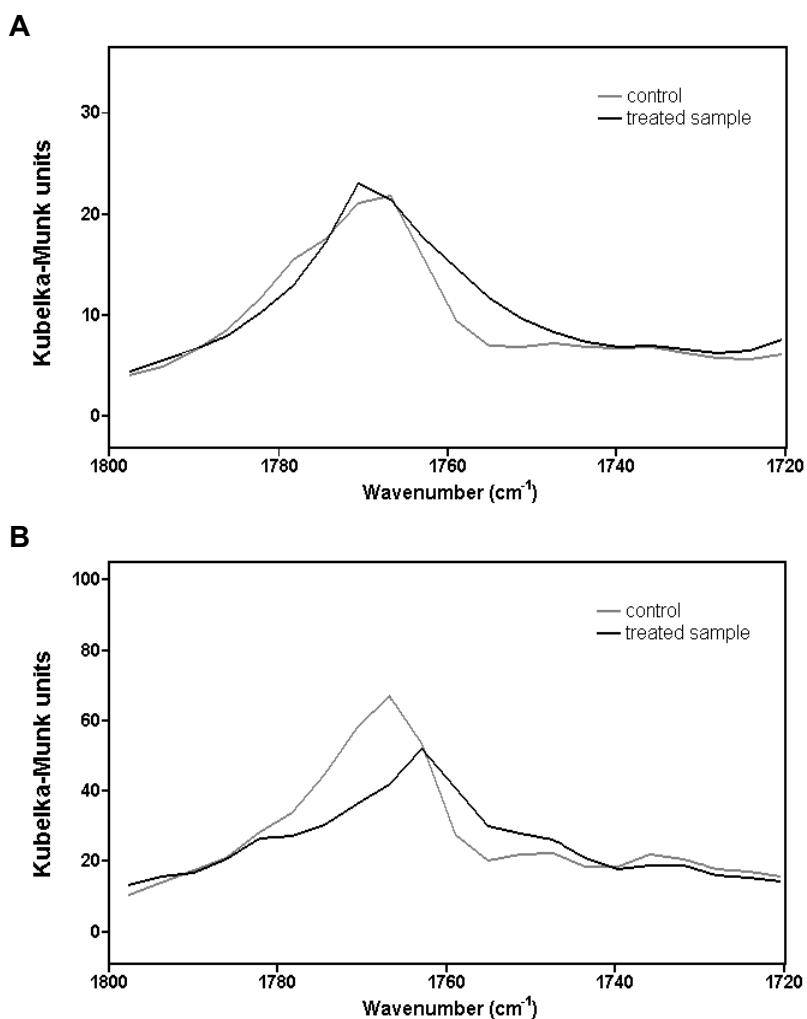 A
Kubelka-Munk units
30
20
10
0
control
treated sample
1800
1780
1760
1740
1720
Wavenumber (cm-1)
B
Kubelka-Munk units
100
80
60
40
20
0
control
treated sample
1800
1780
1760
1740
1720
Wavenumber (cm-1)